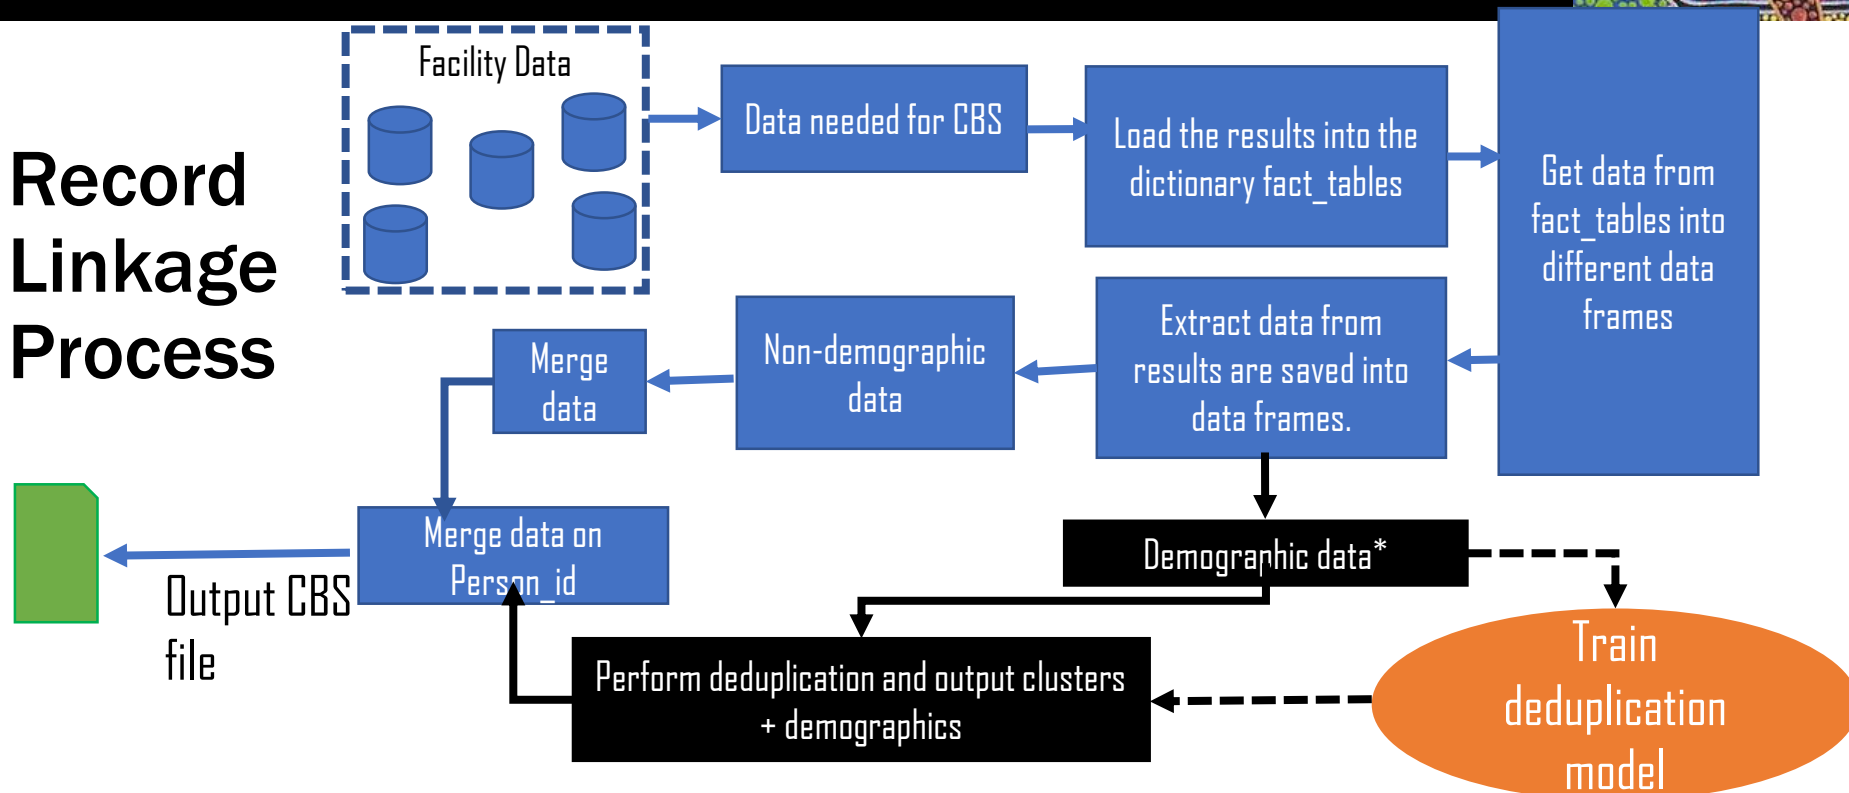 Record
Linkage
Process
Facility Data
Data needed for CBS
Load the results into the
dictionary fact_tables
Get data from
fact_tables into
different data
frames
Extract data from
results are saved into
data frames.
Non-demographic
data
Merge
data
Merge data on
Person_id
Output CBS
file
Demographic data*
Perform deduplication and output clusters
+ demographics
Train
deduplication
model